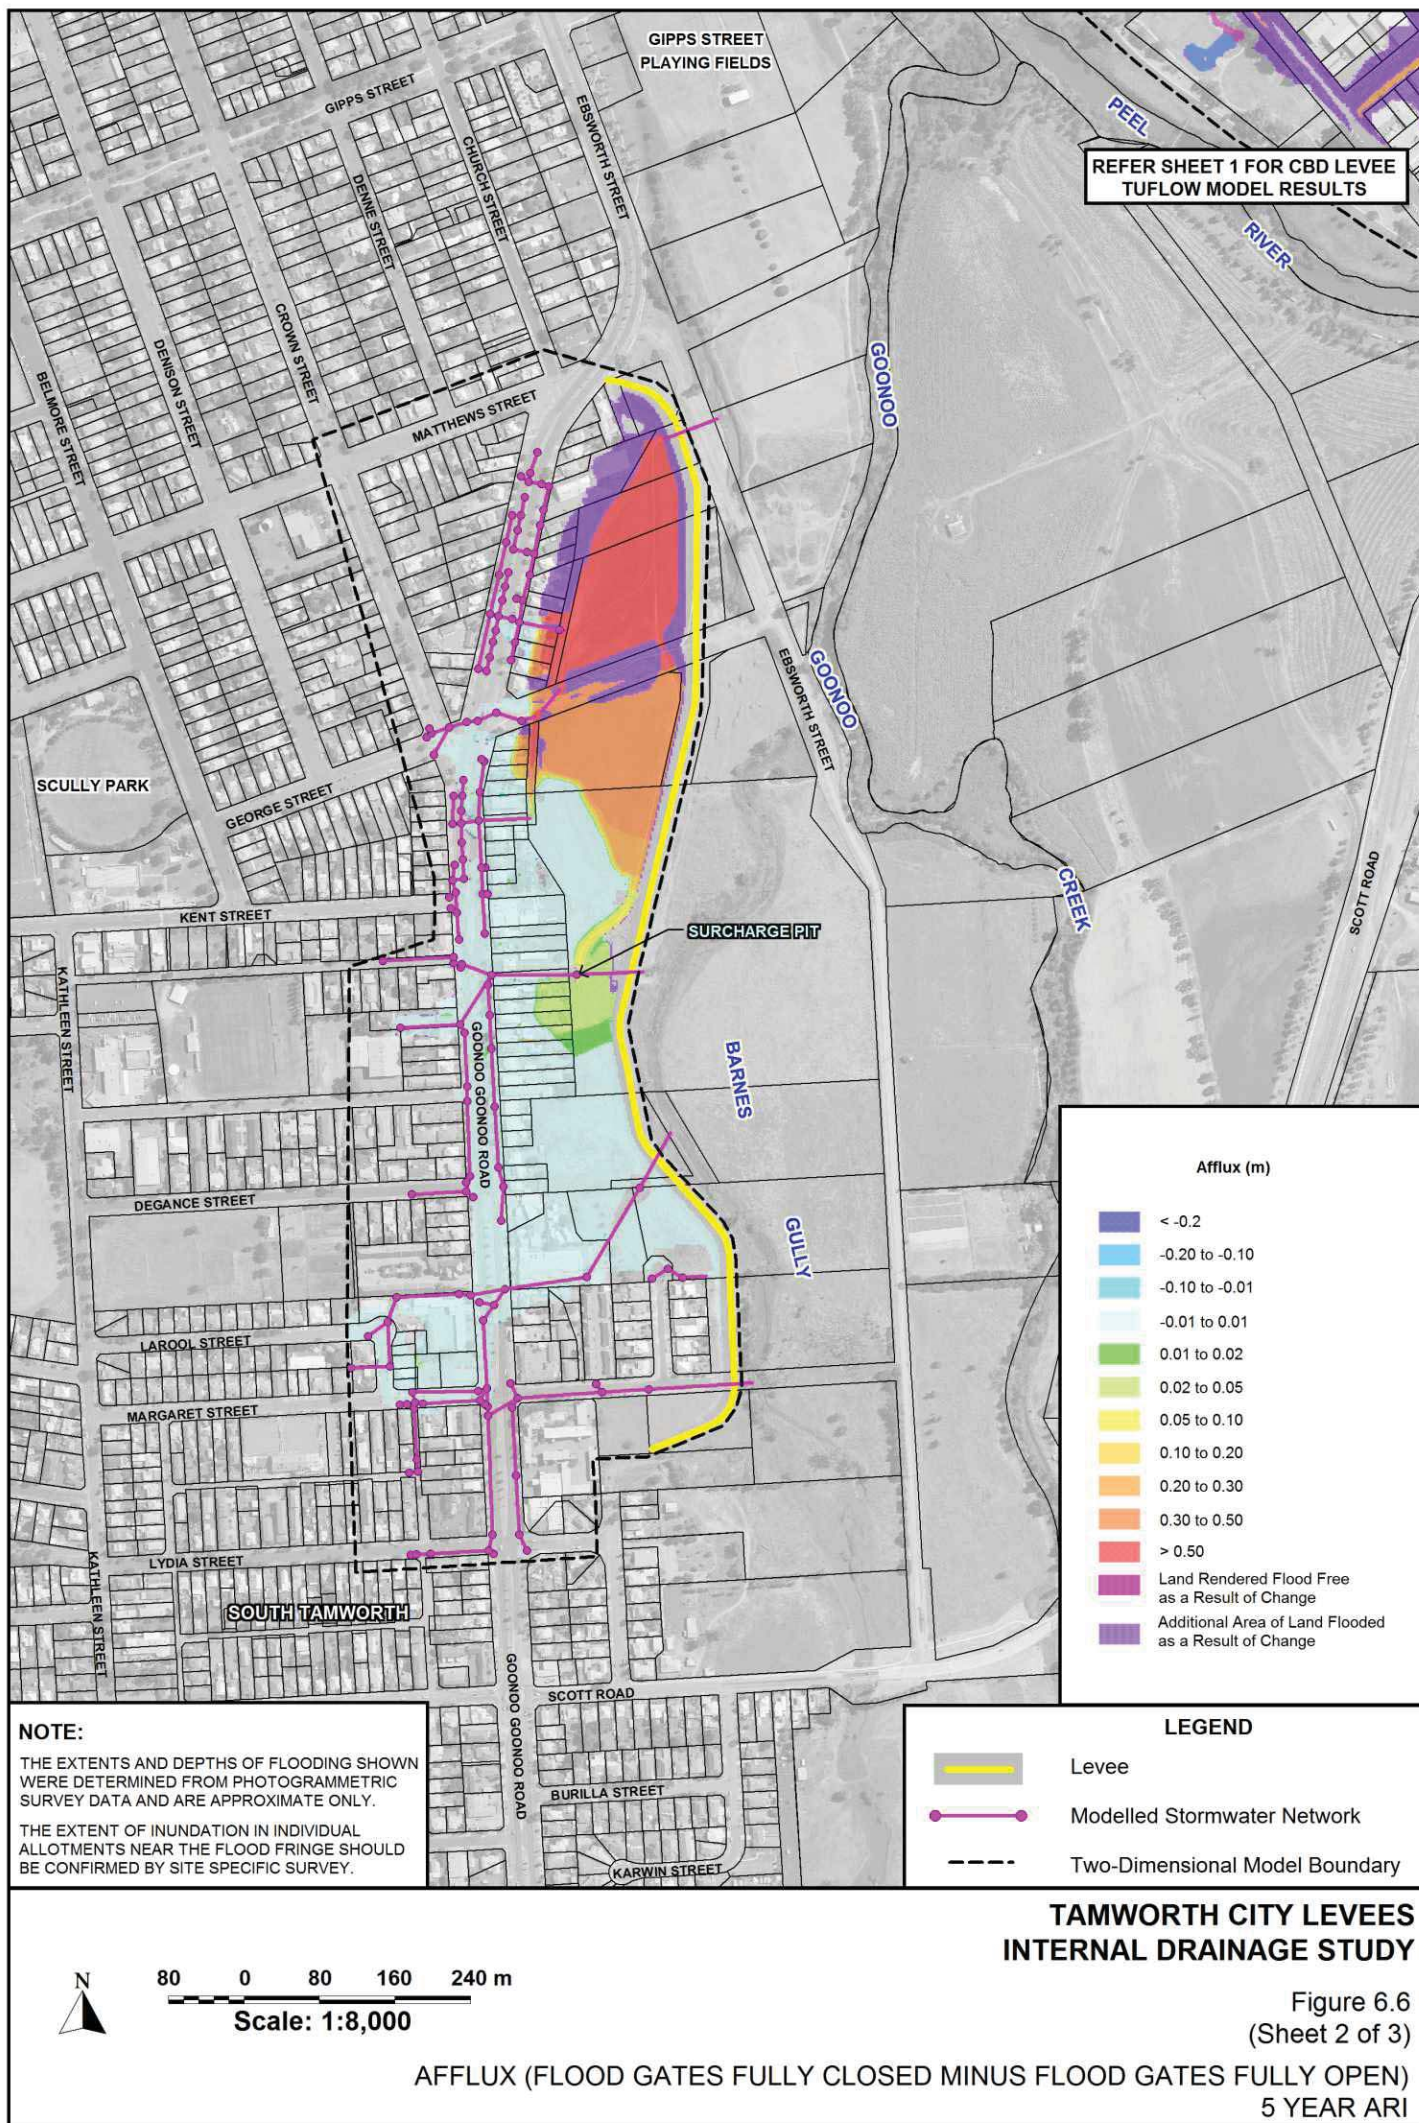 GIPPS STREET
PLAYING FIELDS
GIPPS STREET
EBSWORTH STREET
CHURCH STREET
DENNE STREET
PEEL
REFER SHEET 1 FOR CBD LEVEE
TUFLOW MODEL RESULTS
RIVER
CROWN STREET
DENISON STREET
BELMORE STREET
MATTHEWS STREET
GOONOO
GOONOO
EBSWORTH STREET
SCULLY PARK
GEORGE STREET
CREEK
SCOTT ROAD
KENT STREET
SURCHARGE PIT
KATHLEEN STREET
GOONOO GOONOO ROAD
BARNES
DEGANCE STREET
GULLY
LAROOL STREET
MARGARET STREET
LYDIA STREET
KATHLEEN STREET
SOUTH TAMWORTH
SCOTT ROAD
GOONOO GOONOO ROAD
BURILLA STREET
KARWIN STREET
Afflux (m)
< -0.2
-0.20 to -0.10
-0.10 to -0.01
-0.01 to 0.01
0.01 to 0.02
0.02 to 0.05
0.05 to 0.10
0.10 to 0.20
0.20 to 0.30
0.30 to 0.50
> 0.50
Land Rendered Flood Free
as a Result of Change
Additional Area of Land Flooded
as a Result of Change
NOTE:
THE EXTENTS AND DEPTHS OF FLOODING SHOWN
WERE DETERMINED FROM PHOTOGRAMMETRIC
SURVEY DATA AND ARE APPROXIMATE ONLY.
THE EXTENT OF INUNDATION IN INDIVIDUAL
ALLOTMENTS NEAR THE FLOOD FRINGE SHOULD
BE CONFIRMED BY SITE SPECIFIC SURVEY.
LEGEND
Levee
Modelled Stormwater Network
Two-Dimensional Model Boundary
TAMWORTH CITY LEVEES
INTERNAL DRAINAGE STUDY
N
80 0 80 160 240 m
Scale: 1:8,000
Figure 6.6
(Sheet 2 of 3)
AFFLUX (FLOOD GATES FULLY CLOSED MINUS FLOOD GATES FULLY OPEN)
5 YEAR ARI